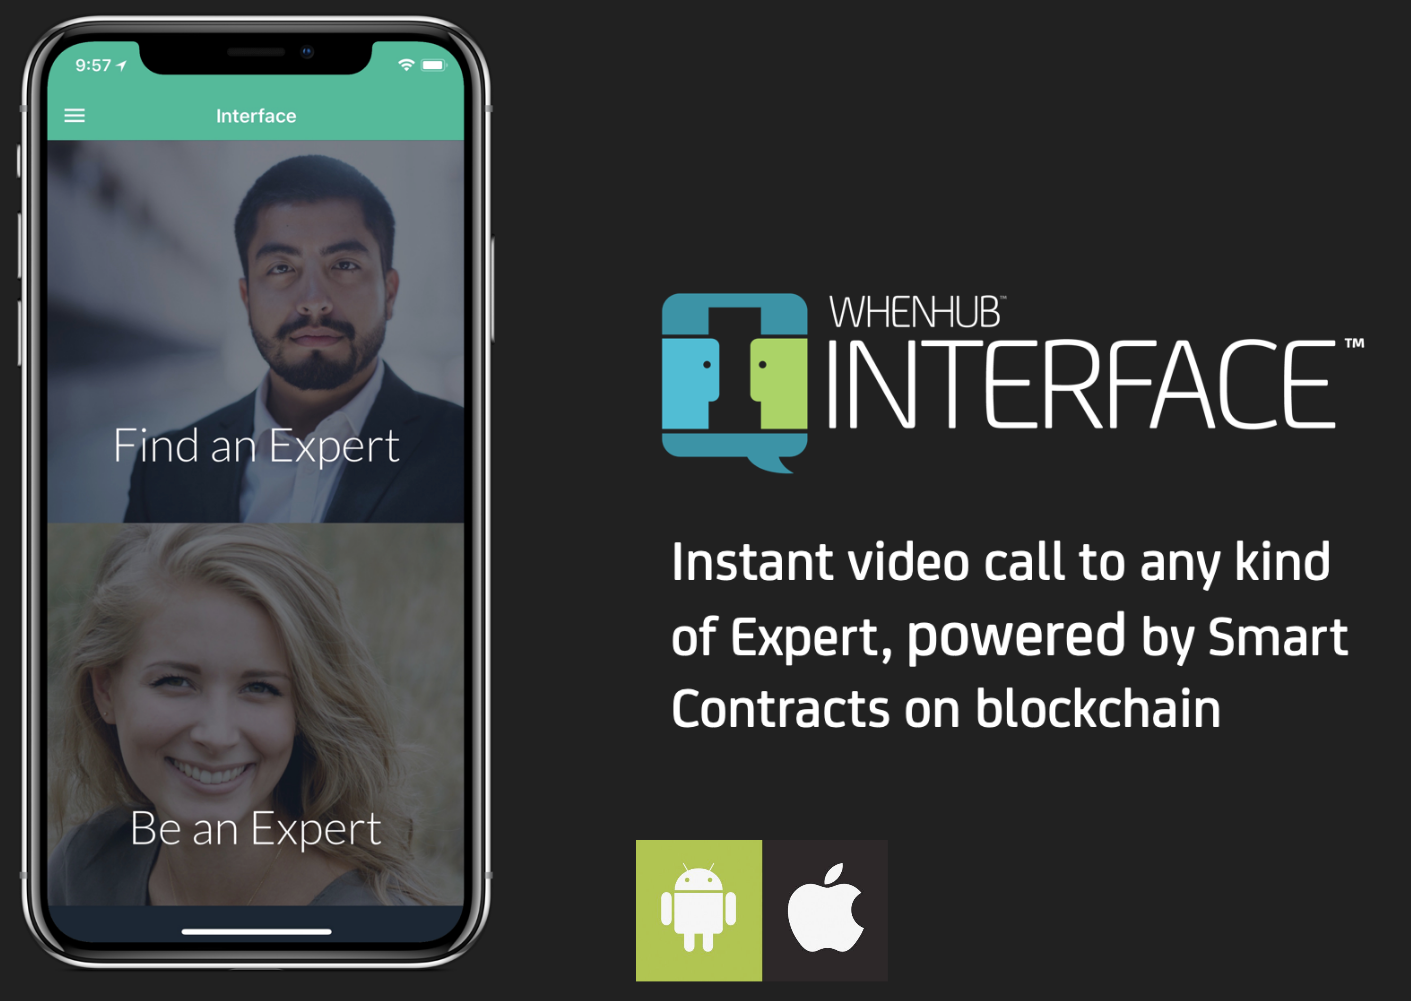 9:57
Interface
Find an Expert
Be an Expert
WHENHUB™
INTERFACE™
Instant video call to any kind
of Expert, powered by Smart
Contracts on blockchain